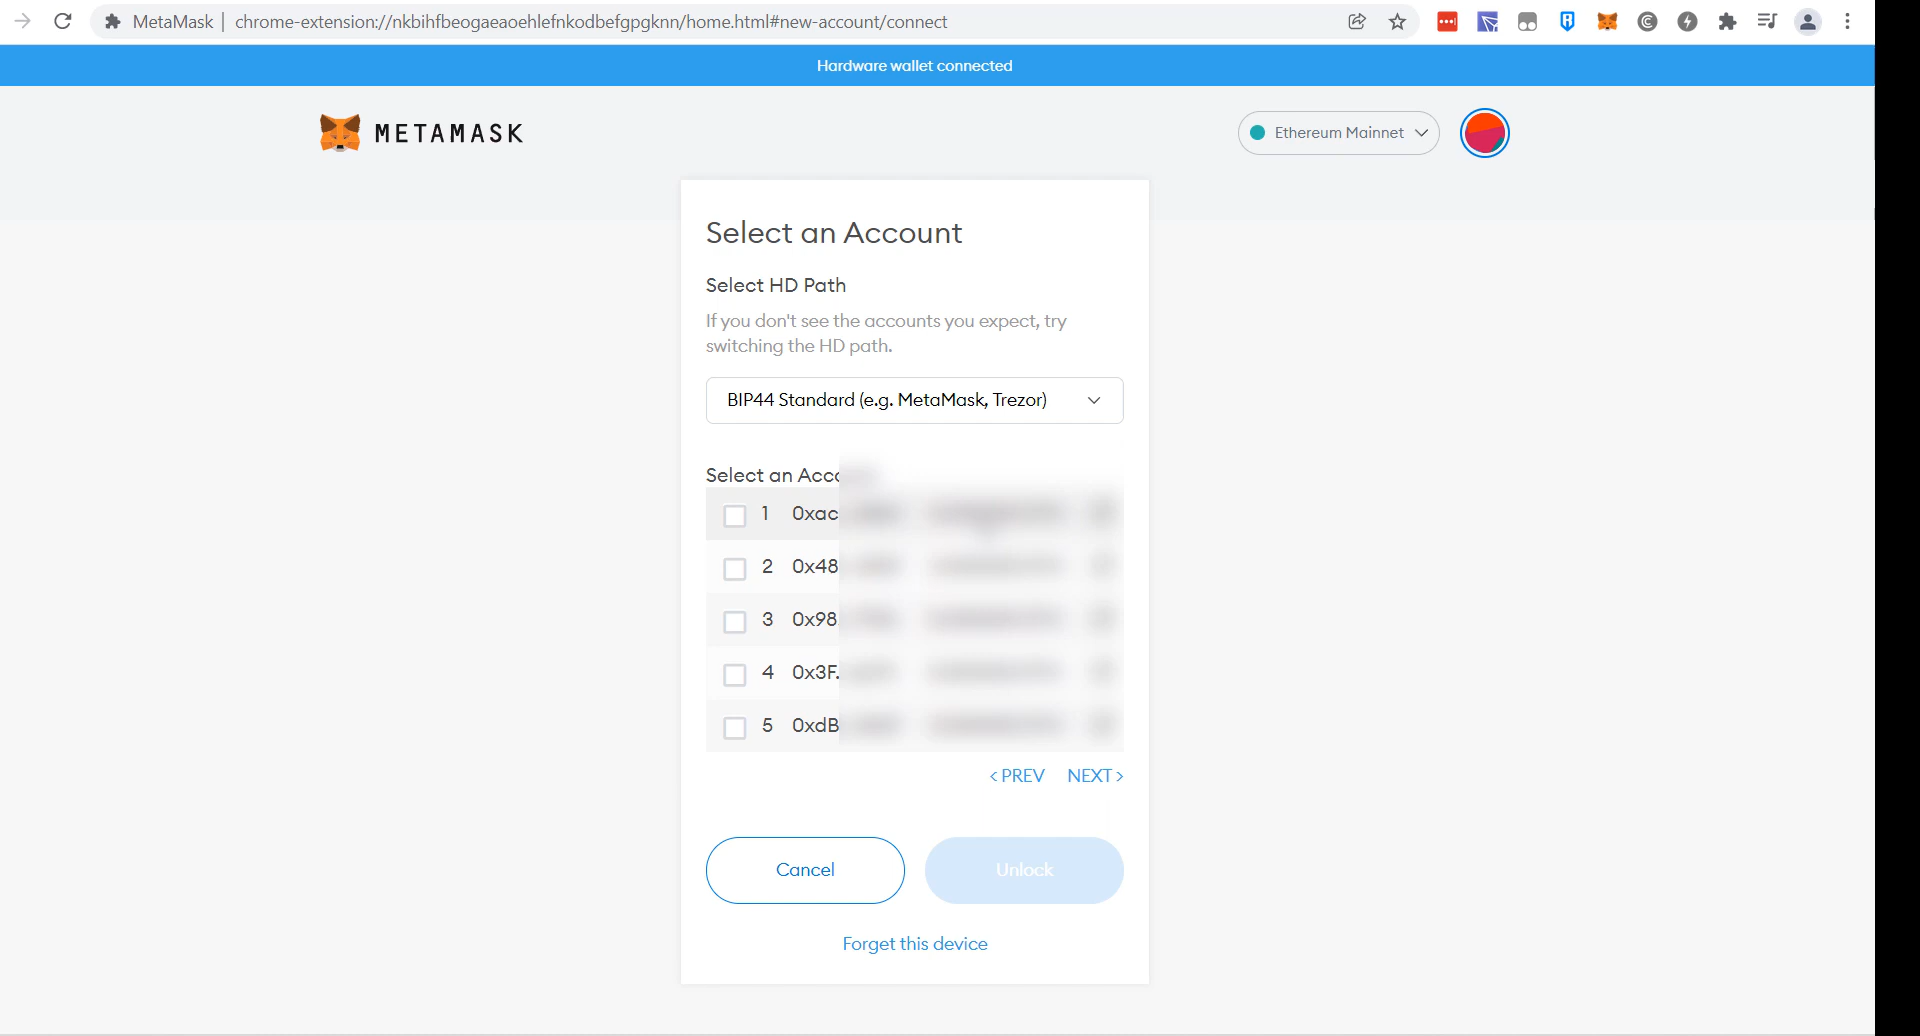 MetaMask | chrome-extension://nkbihfbeogaeaoehlefnkodbefgpgknn/home.html#new-account/connect
Hardware wallet connected
METAMASK
Ethereum Mainnet
Select an Account
Select HD Path
If you don't see the accounts you expect, try
switching the HD path.
BIP44 Standard (e.g. MetaMask, Trezor)
Select an
1 0xac
2 0x48
3 0x98
4 0x3F.
5 0xdB
< PREV NEXT >
Cancel Unlock
Forget this device